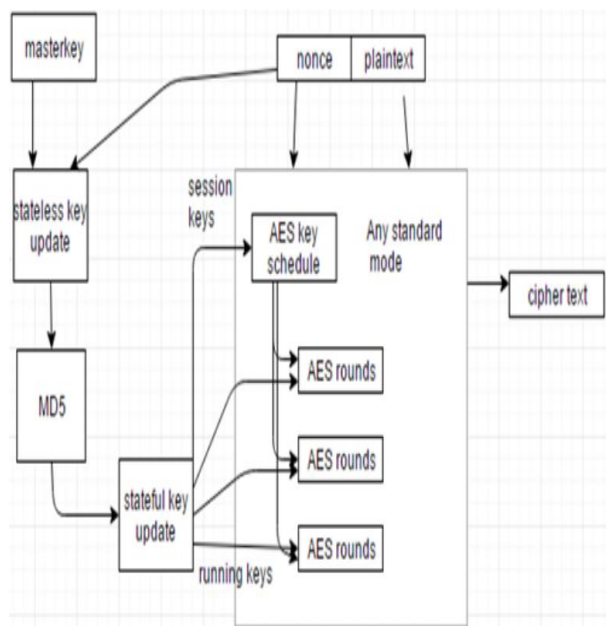 masterkey
nonce
plaintext
stateless key
update
session
keys
AES key
schedule
Any standard
mode
cipher text
MD5
AES rounds
AES rounds
stateful key
update
AES rounds
running keys